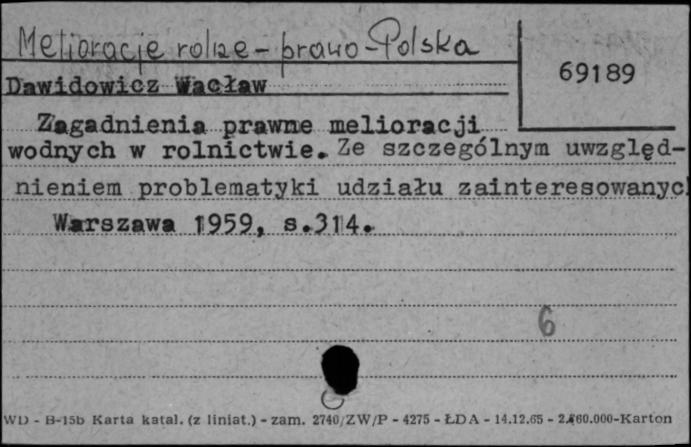 Melioracje rolne - prawo - Polska
69189
Dawidowicz Wacław
Zagadnienia prawne melioracji
wodnych w rolnictwie. Ze szczególnym uwzględ-
nieniem problematyki udziału zainteresowanyc
Warszawa 1959, s.314.
6
WD - B-15b Karta katal. (z liniat.) - zam. 2740/ZW/P - 4275 - ŁDA - 14.12.65 - 2.460.000-Karton